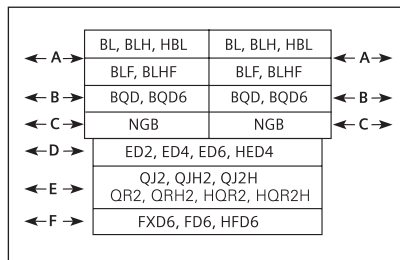 BL, BLH, HBL BL, BLH, HBL
A A
BLF, BLHF BLF, BLHF
B BQD, BQD6 BQD, BQD6 B
C NGB NGB C
D ED2, ED4, ED6, HED4
QJ2, QJH2, QJ2H
E
QR2, QRH2, HQR2, HQR2H
F FXD6, FD6, HFD6